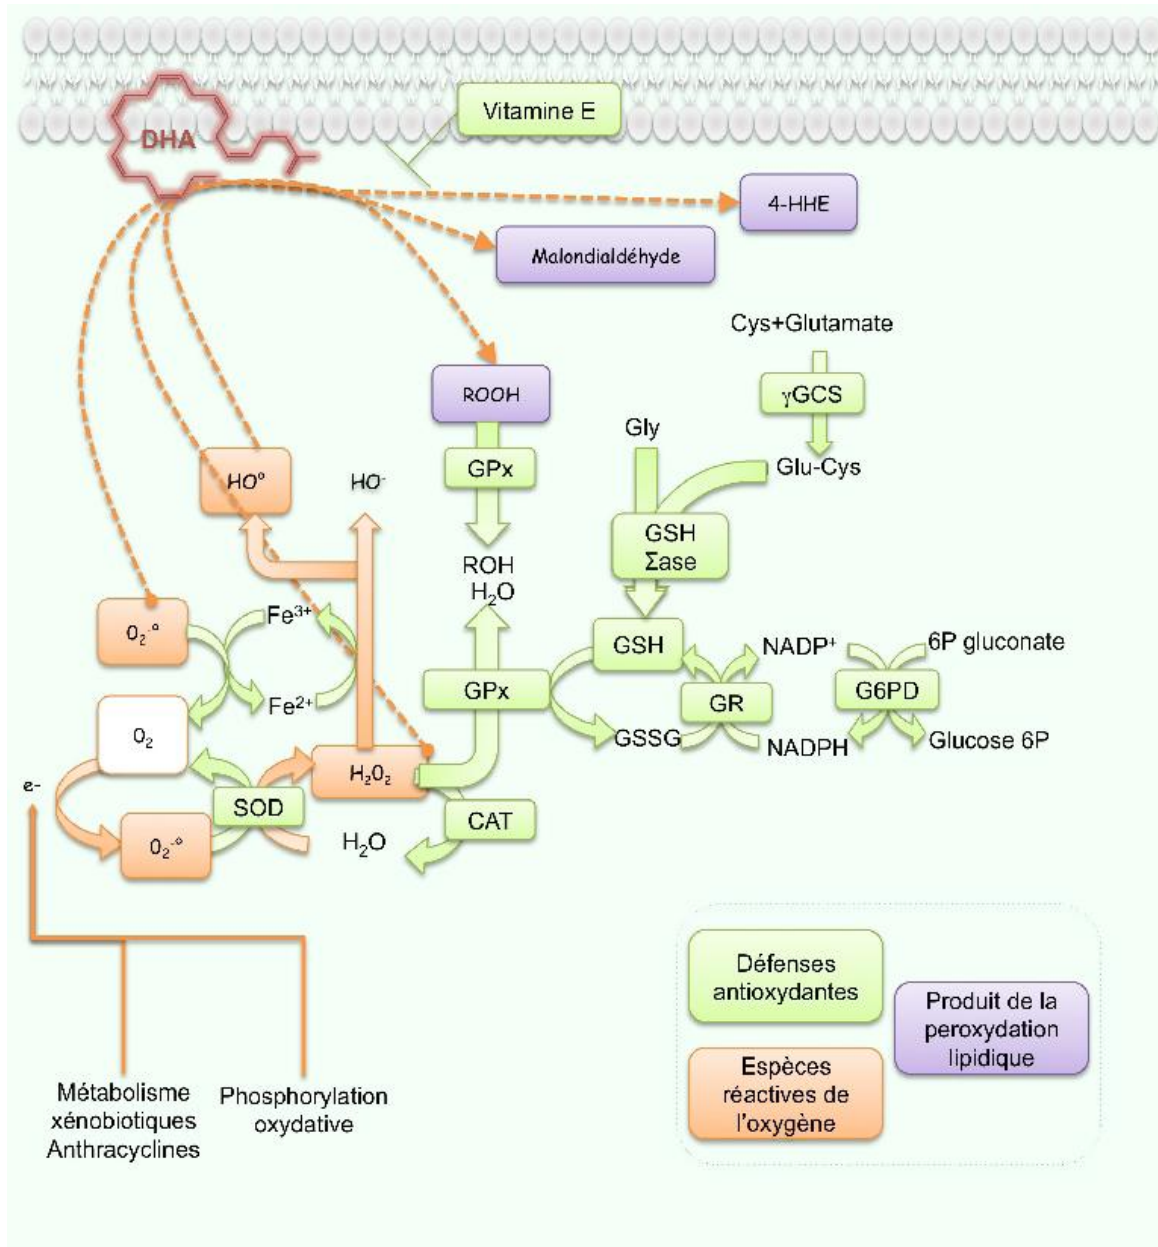 Vitamine E
DHA
4-HHE
Malondialdéhyde
Cys+Glutamate
ROOH
γGCS
Gly
GPx
Glu-Cys
HO°
HO-
GSH
Σase
ROH
H₂O
Fe³⁺
O₂⁻°
GSH
NADP⁺
6P gluconate
GPx
GR
G6PD
Fe²⁺
O₂
GSSG
NADPH
Glucose 6P
H₂O₂
e-
SOD
CAT
O₂⁻°
H₂O
Défenses
antioxydantes
Produit de la
peroxydation
lipidique
Espèces
réactives de
l'oxygène
Métabolisme
xénobiotiques
Anthracyclines
Phosphorylation
oxydative